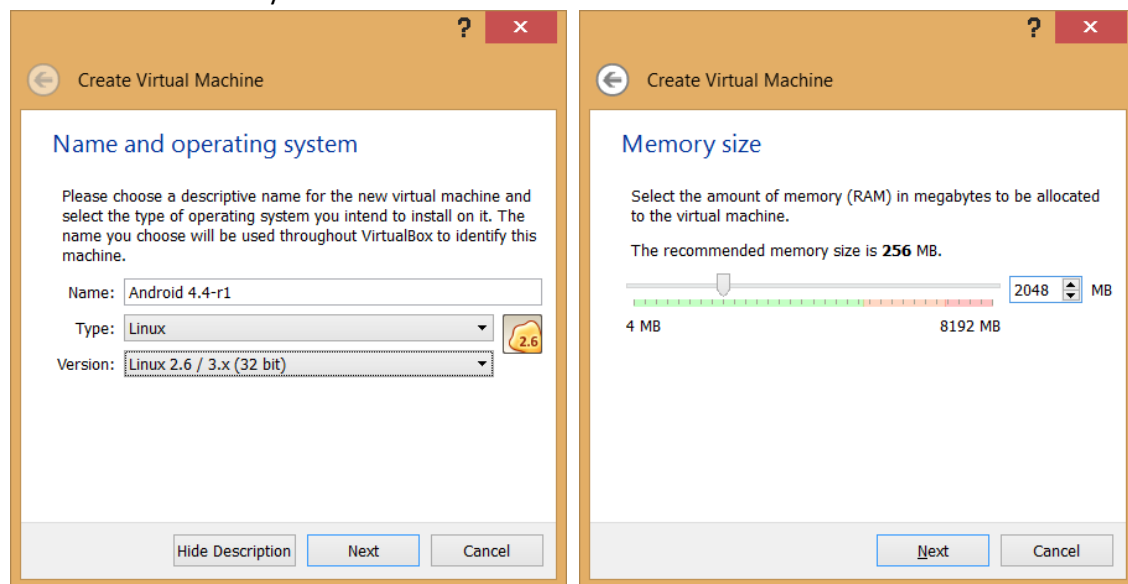 ?
×
Create Virtual Machine
Name and operating system
Please choose a descriptive name for the new virtual machine and
select the type of operating system you intend to install on it. The
name you choose will be used throughout VirtualBox to identify this
machine.
Name: Android 4.4-r1
Type: Linux
2.6
Version: Linux 2.6 / 3.x (32 bit)
Hide Description Next Cancel
?
×
Create Virtual Machine
Memory size
Select the amount of memory (RAM) in megabytes to be allocated
to the virtual machine.
The recommended memory size is 256 MB.
2048 MB
4 MB 8192 MB
Next Cancel